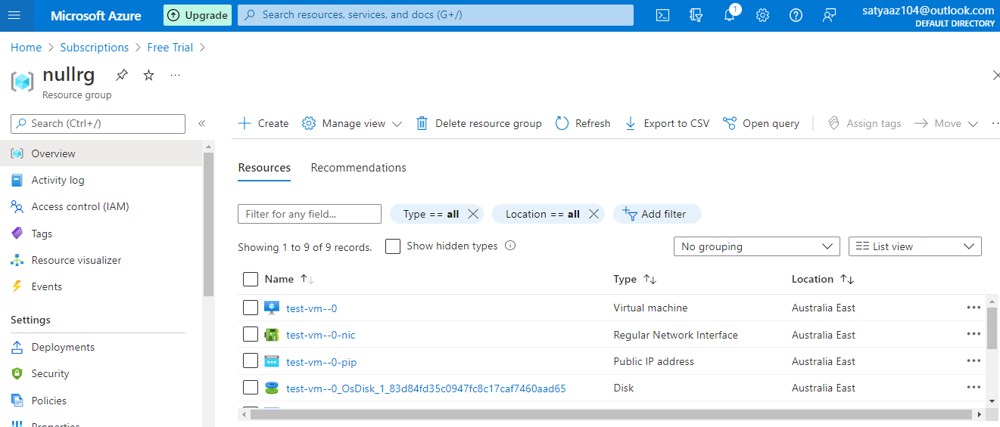 Microsoft Azure
Upgrade
Search resources, services, and docs (G+/)
1
satyaaz104@outlook.com
DEFAULT DIRECTORY
Home > Subscriptions > Free Trial >
nullrg
Resource group
Search (Ctrl+/)
«
Create
Manage view
Delete resource group
Refresh
Export to CSV
Open query
Assign tags
Move
Overview
Activity log
Access control (IAM)
Tags
Resource visualizer
Events
Settings
Deployments
Security
Policies
Properties
Resources
Recommendations
Filter for any field...
Type == all
Location == all
Add filter
Showing 1 to 9 of 9 records.
Show hidden types
No grouping
List view
Name Type Location
test-vm--0 Virtual machine Australia East
test-vm--0-nic Regular Network Interface Australia East
test-vm--0-pip Public IP address Australia East
test-vm--0_OsDisk_1_83d84fd35c0947fc8c17caf7460aad65 Disk Australia East